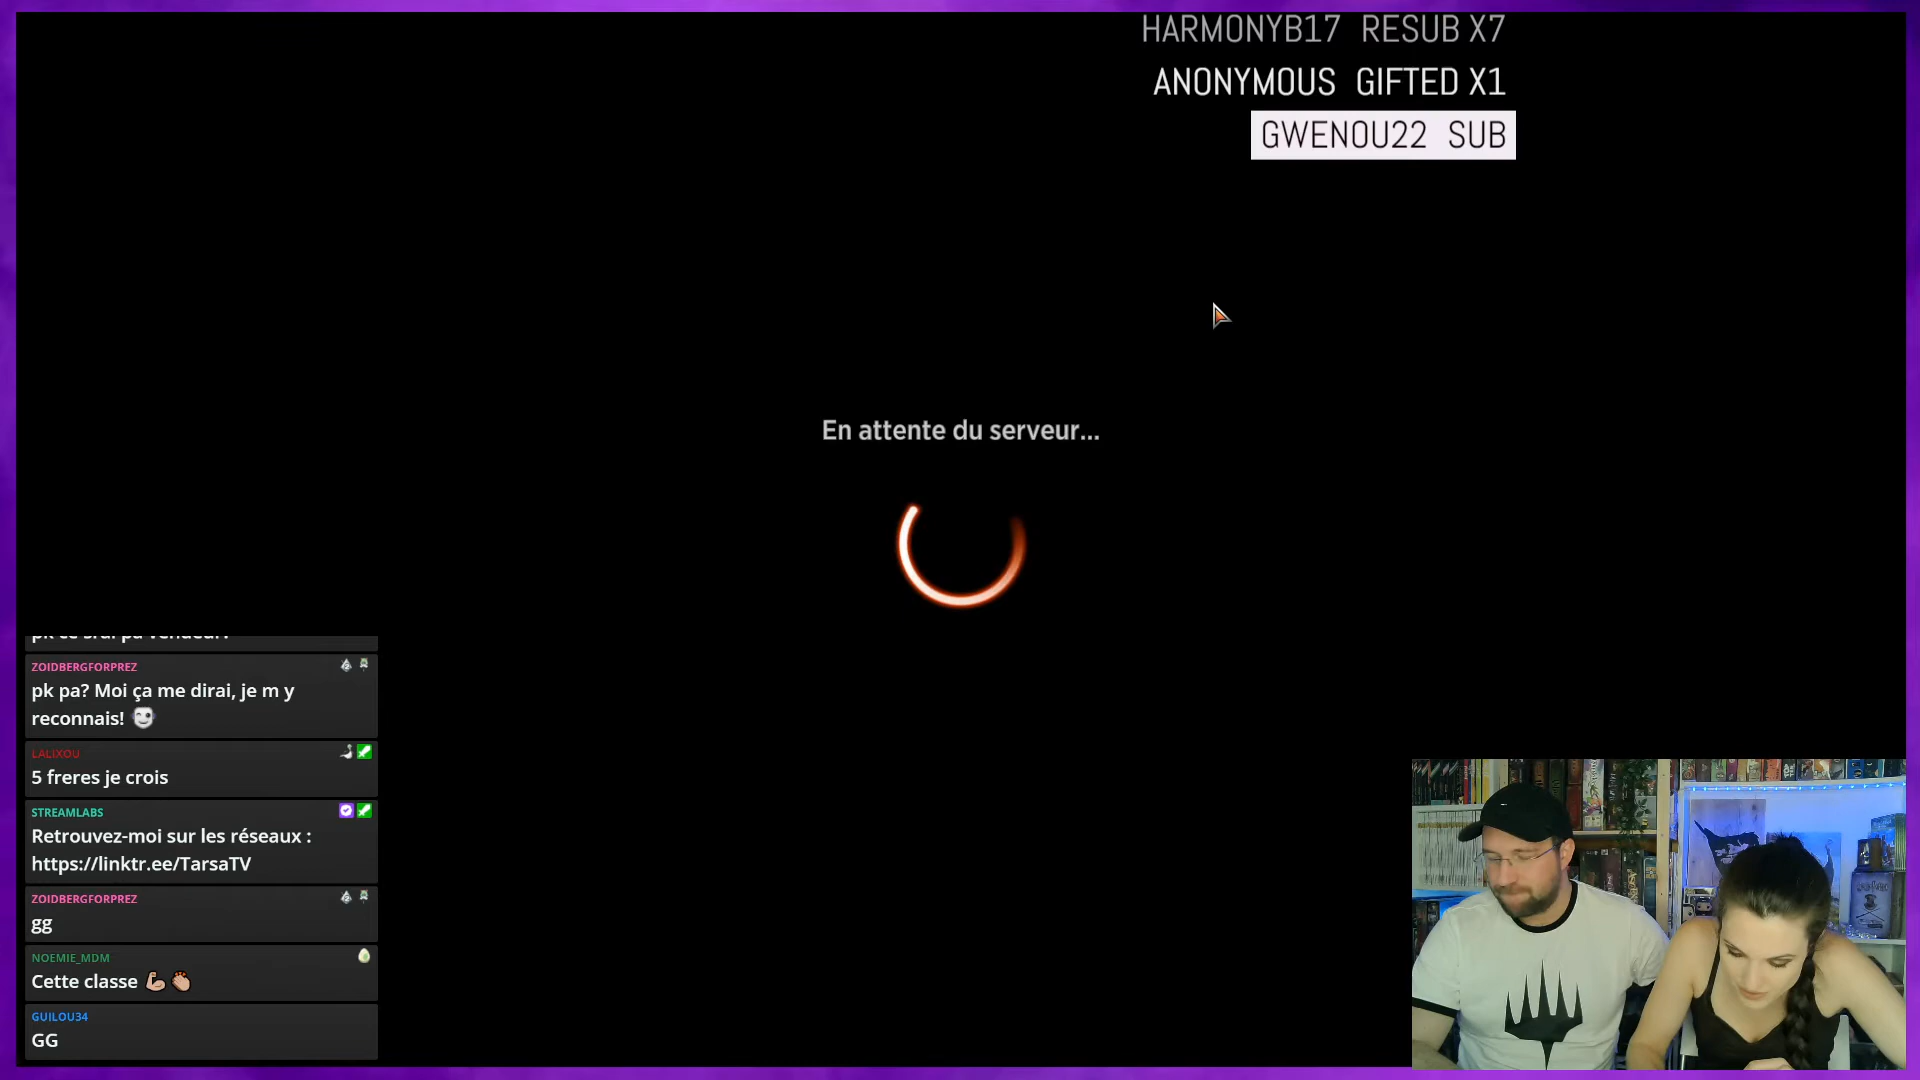 HARMONYB17 RESUB X7
ANONYMOUS GIFTED X1
GWENOU22 SUB
En attente du serveur...
ZOIDBERGFORPREZ
pk pa? Moi ça me dirai, je m y
reconnais!
LALIXOU
5 freres je crois
STREAMLABS
Retrouvez-moi sur les réseaux :
https://linktr.ee/TarsaTV
ZOIDBERGFORPREZ
gg
NOEMIE_MDM
Cette classe
GUILOU34
GG